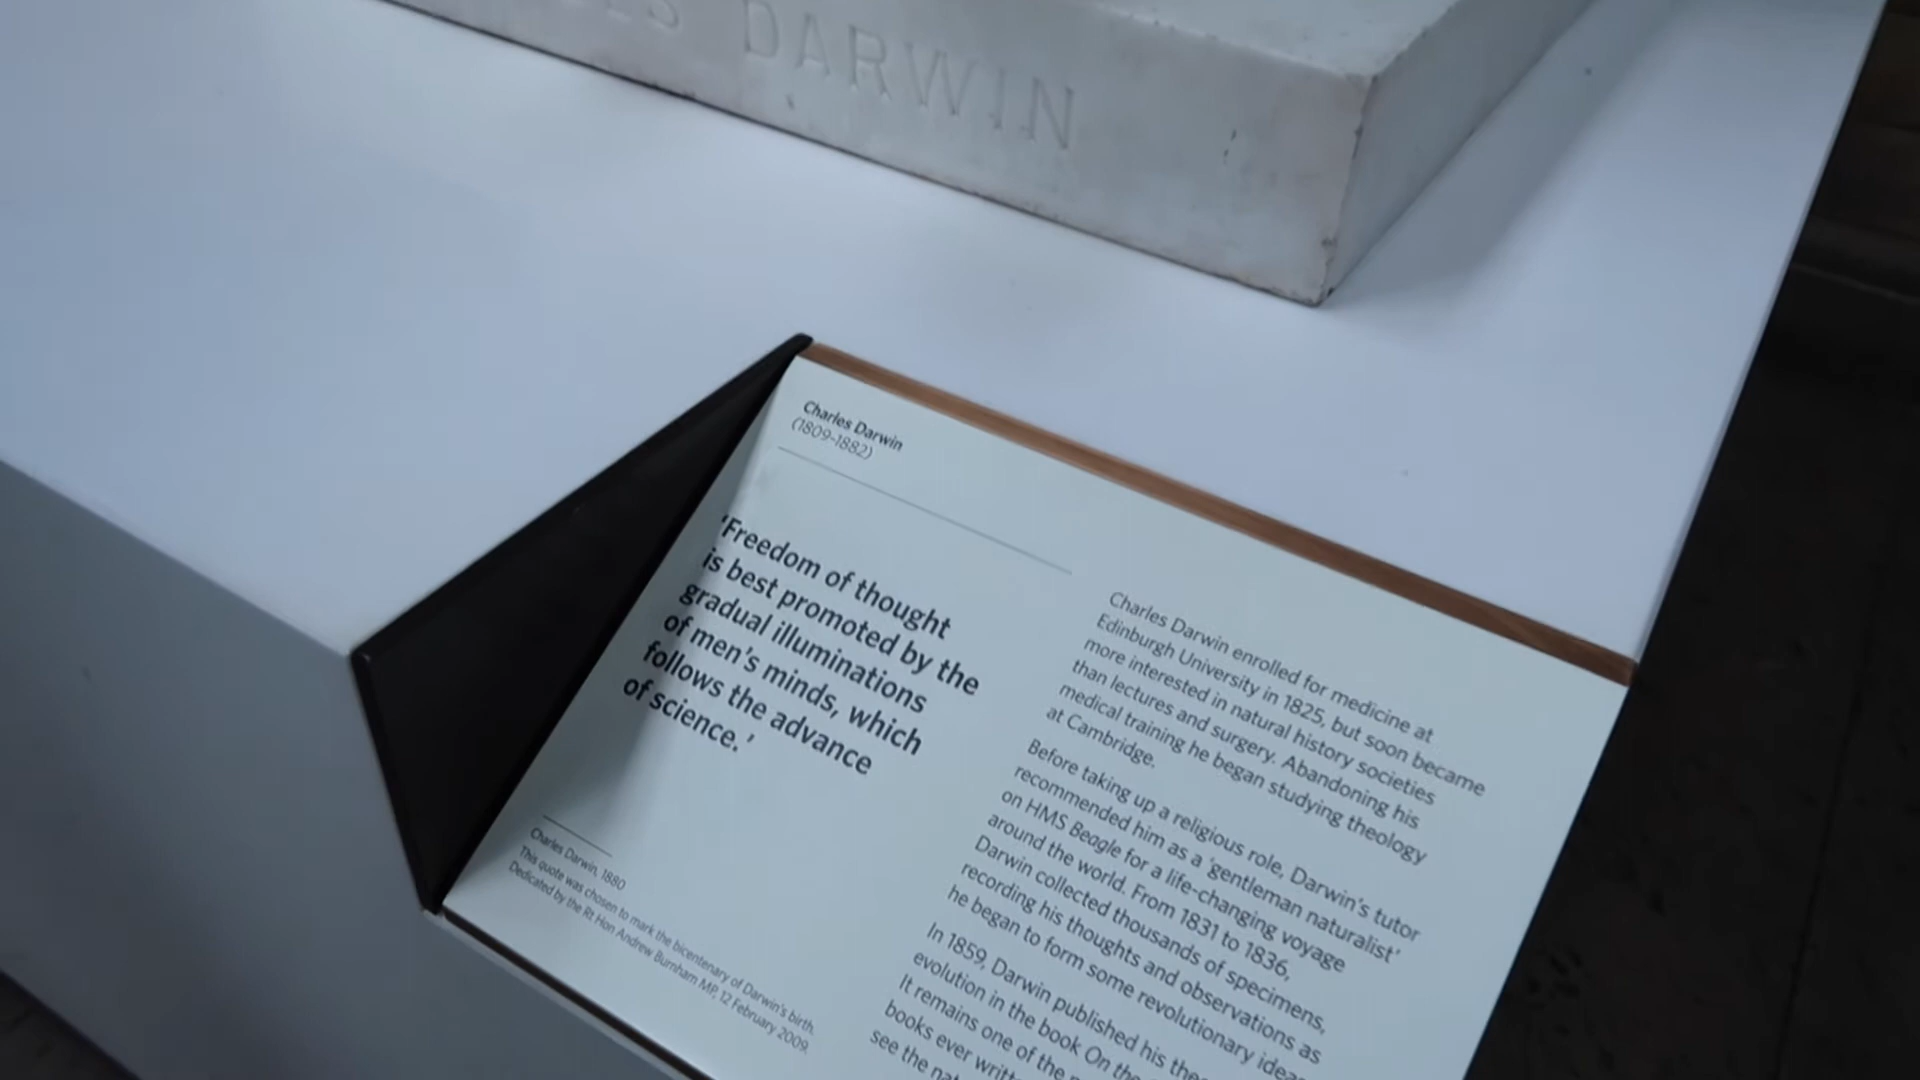 DARWIN
Charles Darwin
(1809-1882)
'Freedom of thought
is best promoted by the
gradual illuminations
of men's minds, which
follows the advance
of science.'
Charles Darwin, 1880
This quote was chosen to mark the bicentenary of Darwin's birth.
Dedicated by the Rt Hon Andrew Burnham MP, 12 February 2009.
Charles Darwin enrolled for medicine at
Edinburgh University in 1825, but soon became
more interested in natural history societies
than lectures and surgery. Abandoning his
medical training he began studying theology
at Cambridge.
Before taking up a religious role, Darwin's tutor
recommended him as a 'gentleman naturalist'
on HMS Beagle for a life-changing voyage
around the world. From 1831 to 1836,
Darwin collected thousands of specimens,
recording his thoughts and observations as
he began to form some revolutionary ideas
In 1859, Darwin published his
evolution in the book On the
It remains one of the
books ever
see the